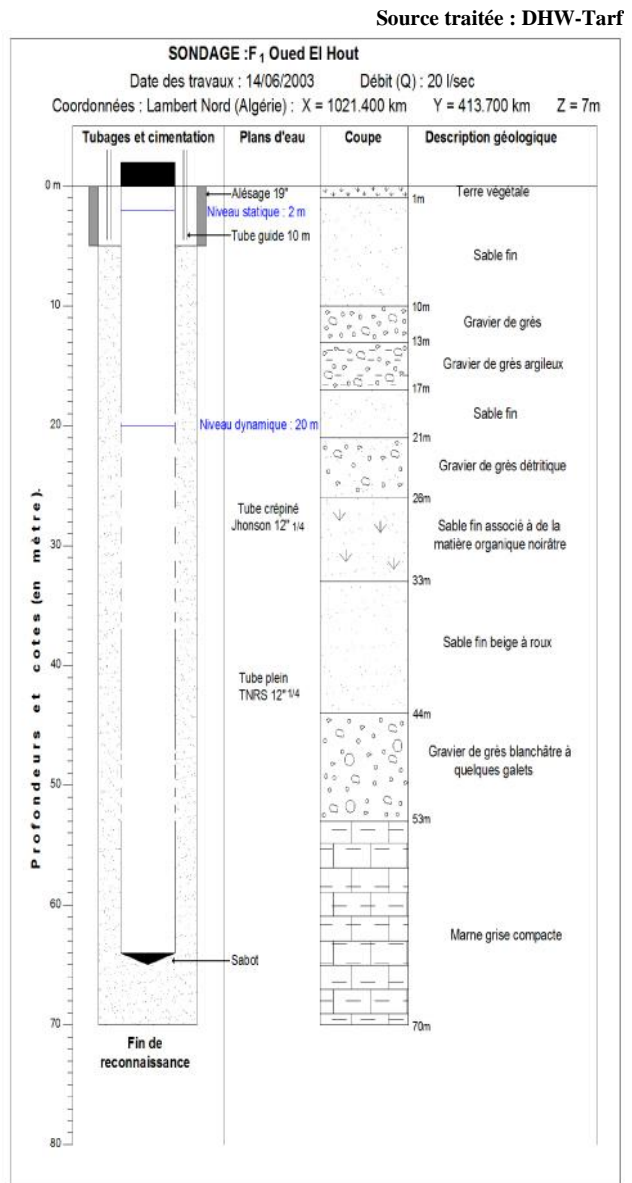 Source traitée : DHW-Tarf
SONDAGE :F 1 Oued El Hout
Date des travaux : 14/06/2003 Débit (Q) : 20 l/sec
Coordonnées : Lambert Nord (Algérie) : X = 1021.400 km Y = 413.700 km Z = 7m
Tubages et cimentation Plans d'eau Coupe Description géologique
0 m
Alésage 19"
Terre végétale
1m
Niveau statique : 2 m
Tube guide 10 m
Sable fin
10
10m
Gravier de grès
13m
Gravier de grès argileux
17m
Sable fin
20
Niveau dynamique : 20 m
21m
Gravier de grès détritique
26m
Tube crépiné
Jhonson 12" 1/4
Sable fin associé à de la
matière organique noirâtre
30
33m
Sable fin beige à roux
40
Tube plein
TNRS 12" 1/4
44m
Gravier de grès blanchâtre à
quelques galets
50
53m
60
Marne grise compacte
Sabot
70
70m
Fin de
reconnaissance
80
Profondeurs et cotes (en mètre).